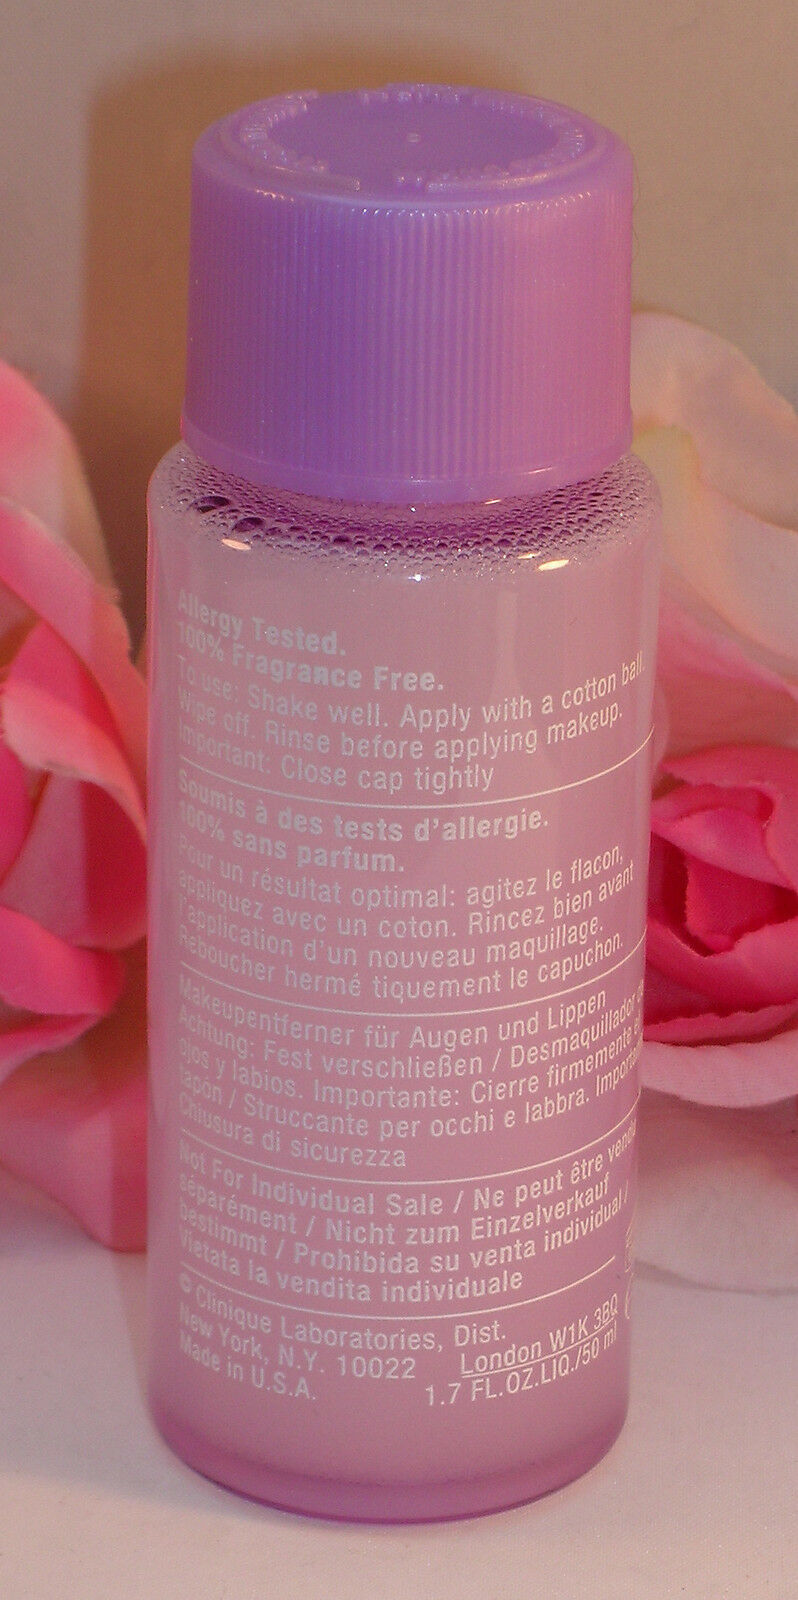 Allergy Tested.
100% Fragrance Free.
To use: Shake well. Apply with a cotton ball.
Wipe off. Rinse before applying makeup.
Important: Close cap tightly
Soumis à des tests d'allergie.
100% sans parfum.
Pour un résultat optimal: agitez le flacon,
appliquez avec un coton. Rincez bien avant
l'application d'un nouveau maquillage.
Reboucher hermé tiquement le capuchon.
Makeupentferner für Augen und Lippen
Achtung: Fest verschließen / Desmaquillador de
ojos y labios. Importante: Cierre firmemente el
tapón / Struccante per occhi e labbra. Importante
Chiusura di sicurezza
Not For Individual Sale / Ne peut être vendu
séparément / Nicht zum Einzelverkauf
bestimmt / Prohibida su venta individual /
Vietata la vendita individuale
© Clinique Laboratories, Dist.
New York, N.Y. 10022 London W1K 3BQ
Made in U.S.A. 1.7 FL.OZ.LIQ./50 ml